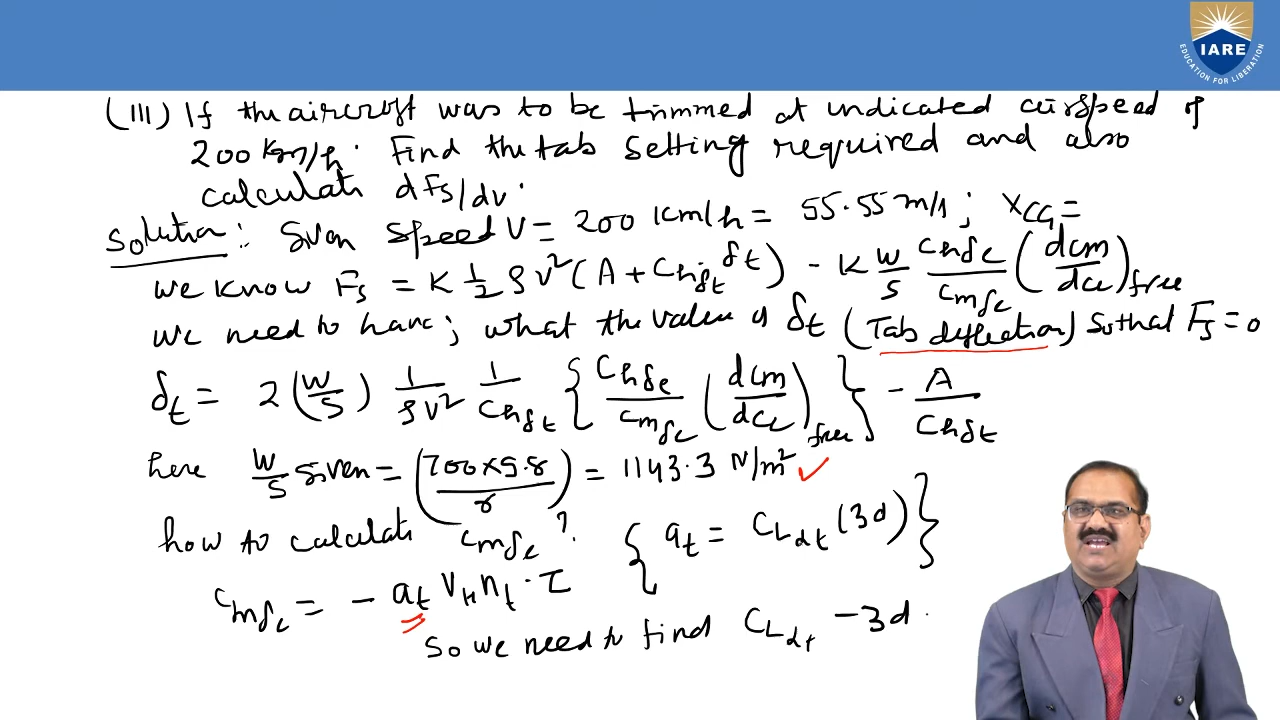 IARE
EDUCATION FOR LIBERATION
(III) If the aircroft was to be trimmed at indicated airspeed of
200 Km/h. Find the tab setting required and also
calculate dFs/dv.
Solution: Given speed V = 200 Km/h = 55.55 m/s; XCG =
we know Fs = K 1/2 ρV² (A + Chδt δt) - K W/S Chδe/Cmδe (dcm/dcL)free
we need to have; what the value of δt (Tab deflection) so that Fs = 0
δt = 2 (W/S) 1/ρV² 1/Chδt { Chδe/Cmδe (dcm/dcL)free } - A/Chδt
here W/S given = (700×9.8/6) = 1143.3 N/m² ✓
how to calculate Cmδe? { at = CLαt (3d) }
Cmδe = - at VH ηt · τ
So we need to find CLαt - 3d.